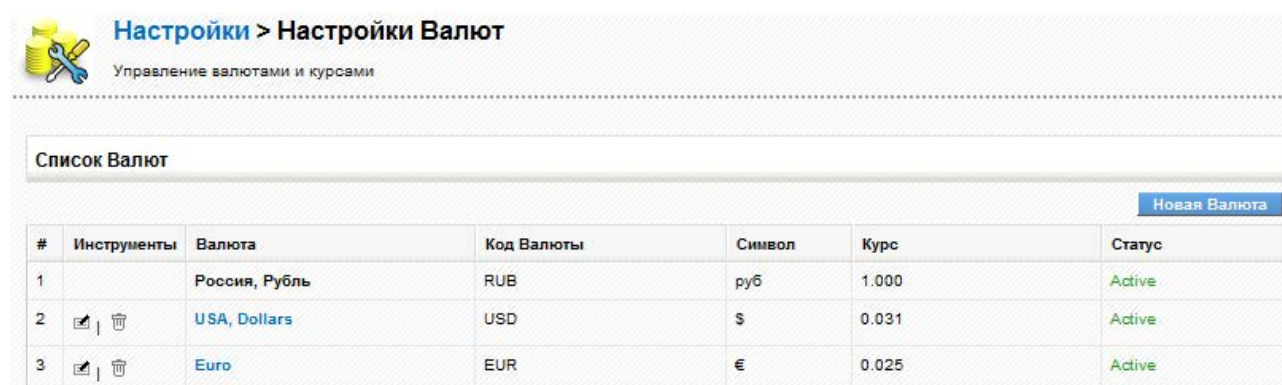 Настройки > Настройки Валют
Управление валютами и курсами
Список Валют
Новая Валюта
# Инструменты Валюта Код Валюты Символ Курс Статус
1 Россия, Рубль RUB руб 1.000 Active
2 | USA, Dollars USD $ 0.031 Active
3 | Euro EUR € 0.025 Active